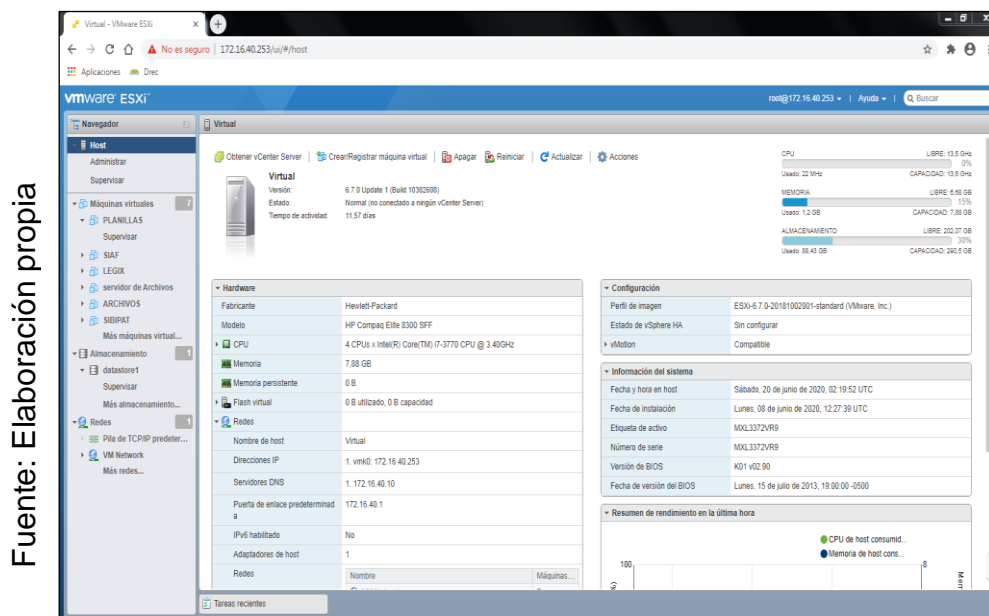 Fuente: Elaboración propia
Virtual - VMware ESXi
No es seguro | 172.16.40.253/ui/#/host
Aplicaciones Drec
vmware ESXi
root@172.16.40.253 | Ayuda | Buscar
Navegador
Host
Administrar
Supervisar
Máquinas virtuales 7
PLANILLAS
Supervisar
SIAF
LEGIX
servidor de Archivos
ARCHIVOS
SIBIPAT
Más máquinas virtual...
Almacenamiento 1
datastore1
Supervisar
Más almacenamiento...
Redes 1
Pila de TCP/IP predeter...
VM Network
Más redes...
Virtual
Obtener vCenter Server | Crear/Registrar máquina virtual | Apagar Reiniciar | Actualizar | Acciones
Virtual
Versión: 6.7.0 Update 1 (Build 10302608)
Estado: Normal (no conectado a ningún vCenter Server)
Tiempo de actividad: 11,57 días
CPU LIBRE: 13,5 GHz
0%
Usado: 22 MHz CAPACIDAD: 13,6 GHz
MEMORIA LIBRE: 6,68 GB
15%
Usado: 1,2 GB CAPACIDAD: 7,88 GB
ALMACENAMIENTO LIBRE: 202,07 GB
30%
Usado: 88,43 GB CAPACIDAD: 290,5 GB
Hardware
Fabricante Hewlett-Packard
Modelo HP Compaq Elite 8300 SFF
CPU 4 CPUs x Intel(R) Core(TM) i7-3770 CPU @ 3.40GHz
Memoria 7,88 GB
Memoria persistente 0 B
Flash virtual 0 B utilizado, 0 B capacidad
Redes
Nombre de host Virtual
Direcciones IP 1. vmk0: 172.16.40.253
Servidores DNS 1. 172.16.40.10
Puerta de enlace predeterminad 172.16.40.1
a
IPv6 habilitado No
Adaptadores de host 1
Redes Nombre Máquinas...
Configuración
Perfil de imagen ESXi-6.7.0-20181002001-standard (VMware, Inc.)
Estado de vSphere HA Sin configurar
vMotion Compatible
Información del sistema
Fecha y hora en host Sábado, 20 de junio de 2020, 02:19:52 UTC
Fecha de instalación Lunes, 08 de junio de 2020, 12:27:39 UTC
Etiqueta de activo MXL3372VR9
Número de serie MXL3372VR9
Versión de BIOS K01 v02.90
Fecha de versión del BIOS Lunes, 15 de julio de 2013, 19:00:00 -0500
Resumen de rendimiento en la última hora
CPU de host consumid...
Memoria de host cons...
100 8
Tareas recientes